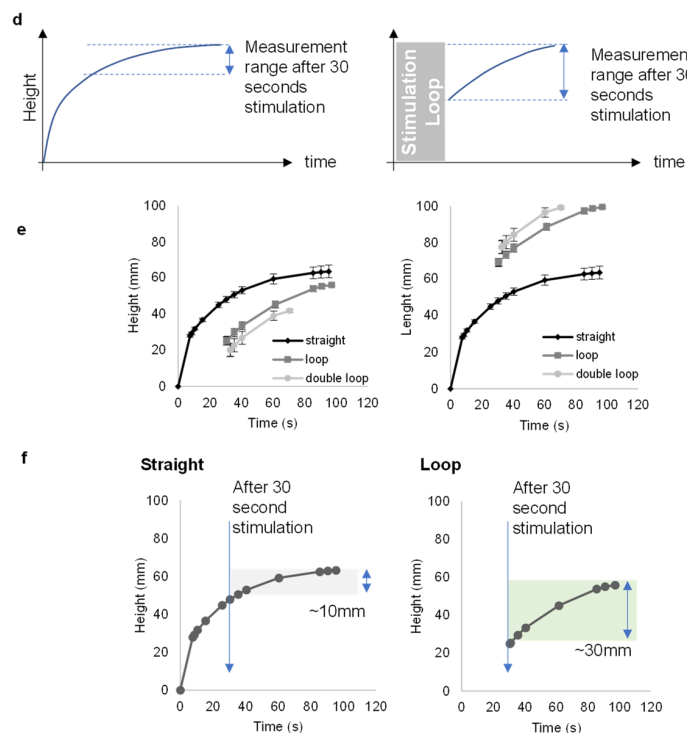 d
Height
Measurement
range after 30
seconds
stimulation
time
Stimulation
Loop
range after
seconds
stimulation
time
e
Height (mm)
100
80
60
40
20
0
straight
loop
double loop
0 20 40 60 80 100 120
Time (s)
Lenght (mm)
100
80
60
40
20
0
straight
loop
double loop
0 20 40 60 80 100 120
Time (s)
f
Straight
After 30
second
stimulation
Height (mm)
100
80
60
40
20
0
~10mm
0 20 40 60 80 100 120
Time (s)
Loop
After 30
second
stimulation
Height (mm)
100
80
60
40
20
0
~30mm
0 20 40 60 80 100 120
Time (s)